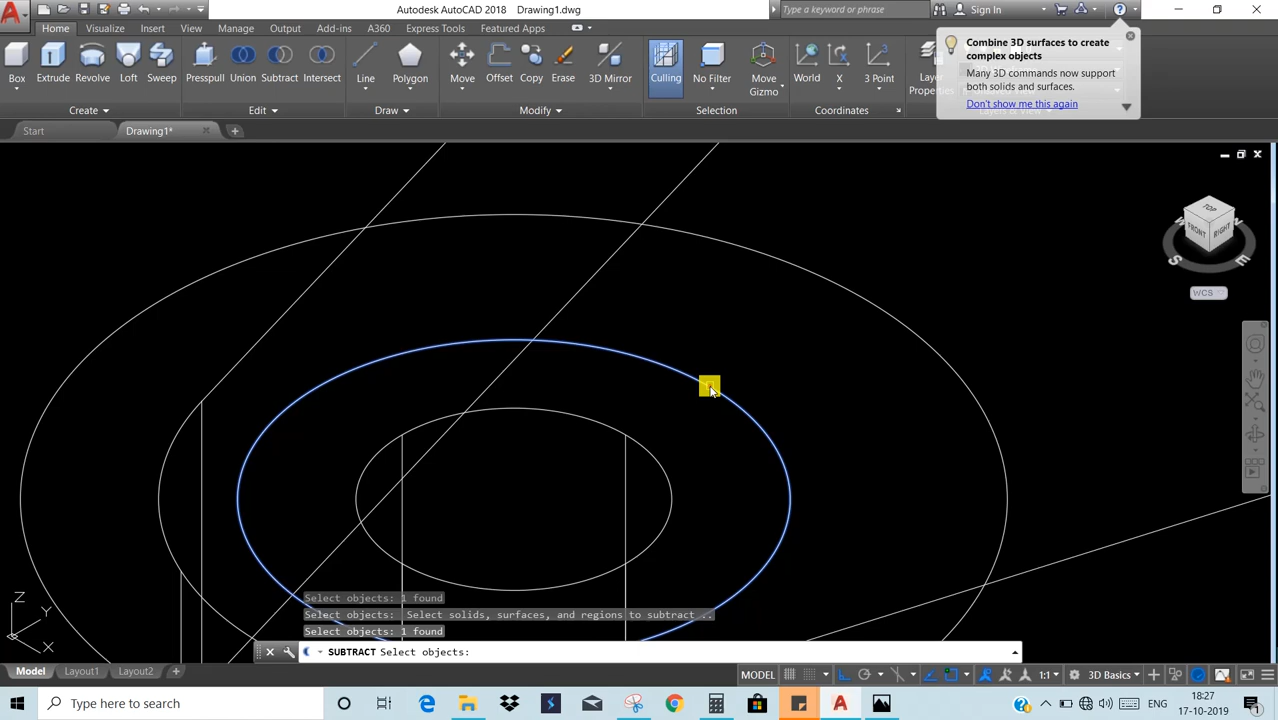 Autodesk AutoCAD 2018 Drawing1.dwg
Type a keyword or phrase
Sign In
Home Visualize Insert Manage Output Add-ins A360 Express Tools Featured Apps
Combine 3D surfaces to create
complex objects
Many 3D commands now support
both solids and surfaces.
Don't show me this again
Box Extrude Revolve Loft Sweep Presspull Union Subtract Intersect Line Polygon Move Offset Copy Erase 3D Mirror Culling No Filter Move
Gizmo World X 3 Point Layer
Properties
Create Edit Draw Modify Selection Coordinates
Start Drawing1*
TOP
FRONT RIGHT
S E
WCS
Z
Y
X
Select objects: 1 found
Select objects: Select solids, surfaces, and regions to subtract ..
Select objects: 1 found
SUBTRACT Select objects:
Model Layout1 Layout2
MODEL 1:1 3D Basics
Type here to search
ENG
18:27
17-10-2019